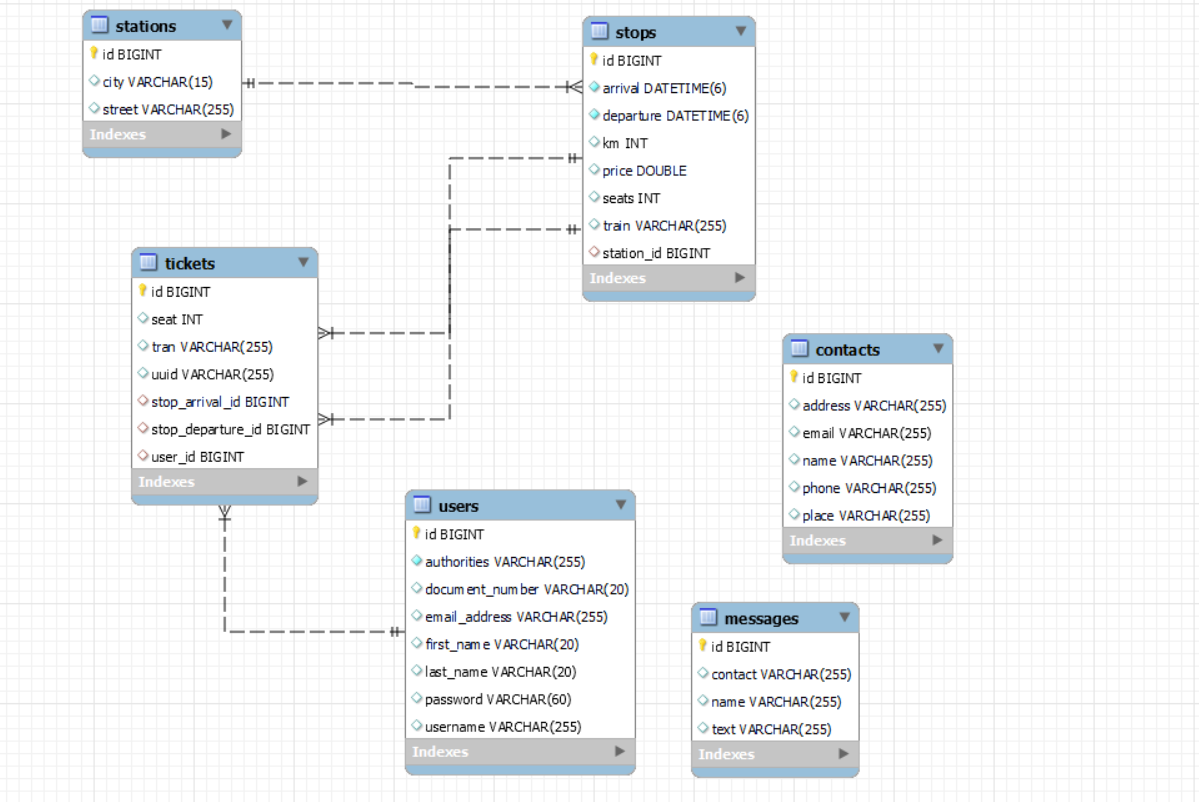 stations
id BIGINT
city VARCHAR(15)
street VARCHAR(255)
Indexes
stops
id BIGINT
arrival DATETIME(6)
departure DATETIME(6)
km INT
price DOUBLE
seats INT
train VARCHAR(255)
station_id BIGINT
Indexes
tickets
id BIGINT
seat INT
tran VARCHAR(255)
uuid VARCHAR(255)
stop_arrival_id BIGINT
stop_departure_id BIGINT
user_id BIGINT
Indexes
contacts
id BIGINT
address VARCHAR(255)
email VARCHAR(255)
name VARCHAR(255)
phone VARCHAR(255)
place VARCHAR(255)
Indexes
users
id BIGINT
authorities VARCHAR(255)
document_number VARCHAR(20)
email_address VARCHAR(255)
first_name VARCHAR(20)
last_name VARCHAR(20)
password VARCHAR(60)
username VARCHAR(255)
Indexes
messages
id BIGINT
contact VARCHAR(255)
name VARCHAR(255)
text VARCHAR(255)
Indexes